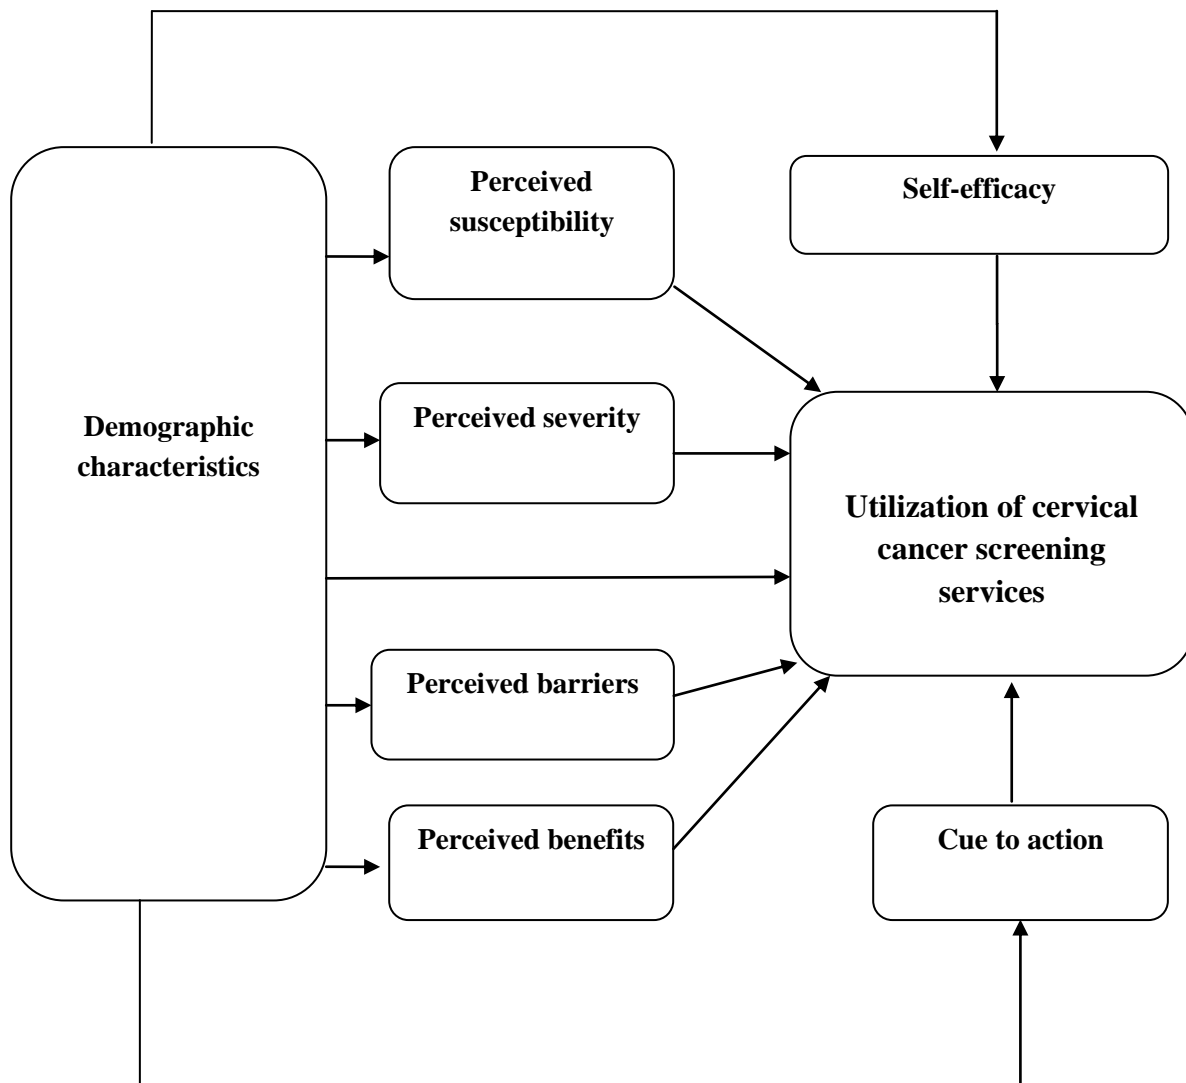 Perceived
susceptibility
Self-efficacy
Demographic
characteristics
Perceived severity
Utilization of cervical
cancer screening
services
Perceived barriers
Perceived benefits
Cue to action